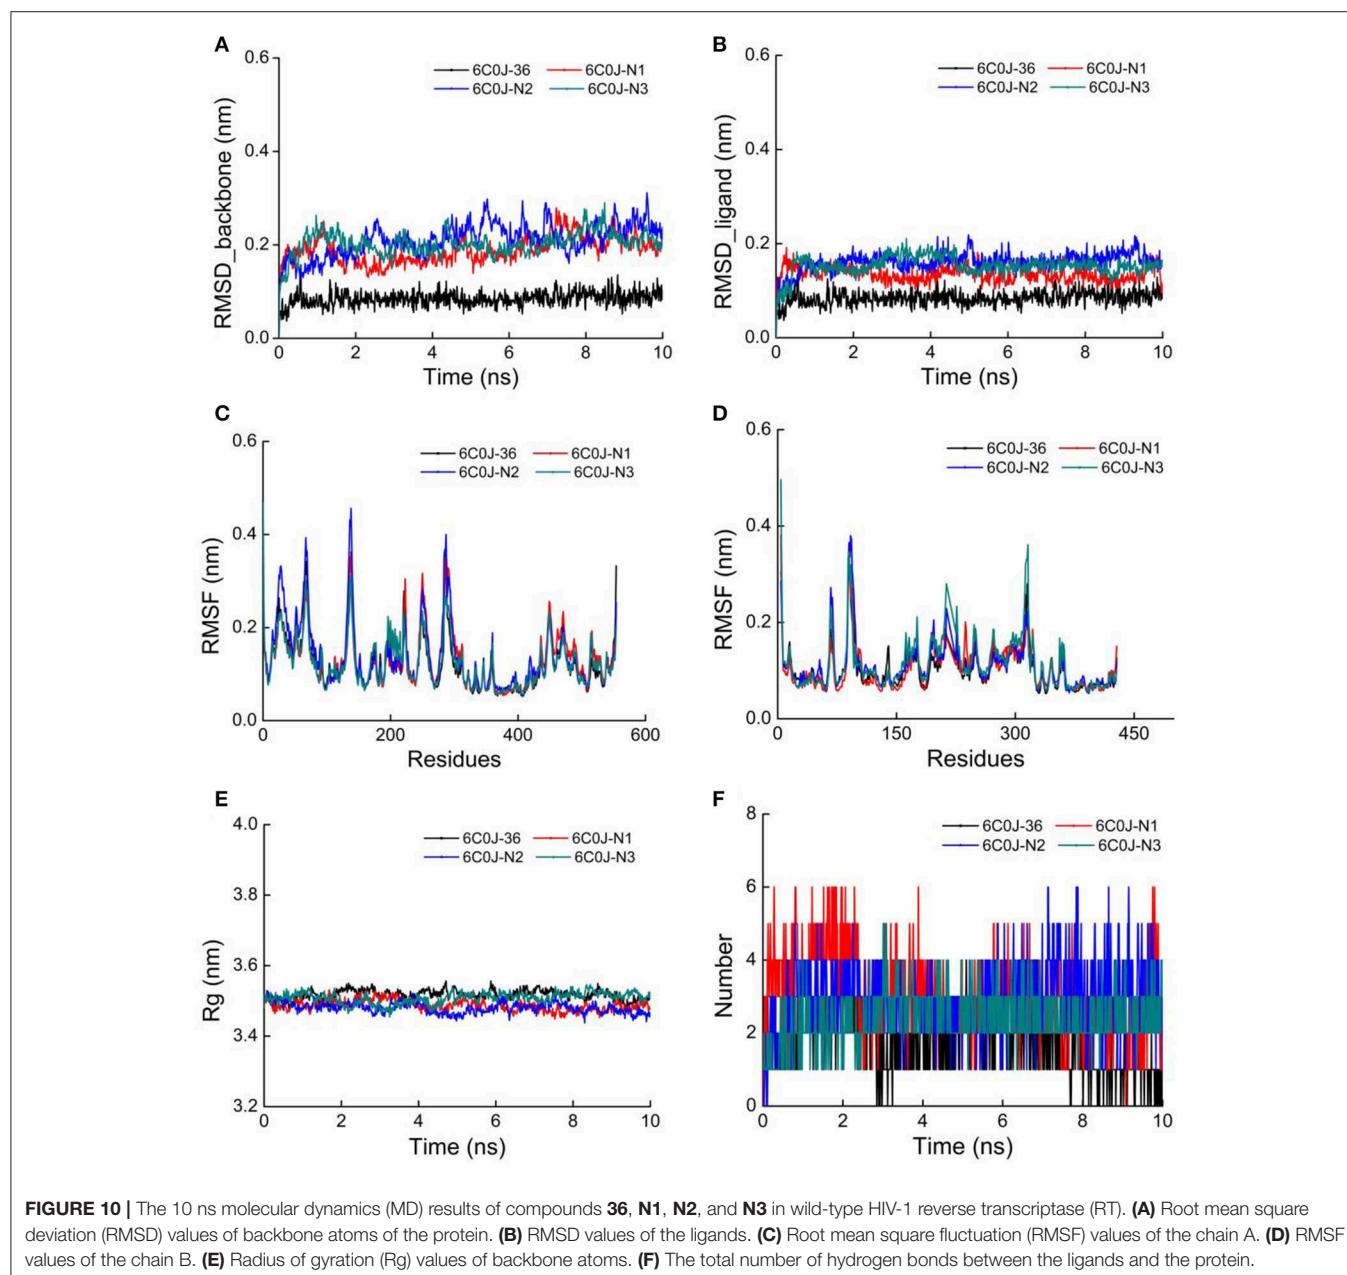 A
RMSD_backbone (nm)
0.6
0.4
0.2
0.0
6C0J-36 6C0J-N1
6C0J-N2 6C0J-N3
0 2 4 6 8 10
Time (ns)
B
RMSD_ligand (nm)
0.6
0.4
0.2
0.0
6C0J-36 6C0J-N1
6C0J-N2 6C0J-N3
0 2 4 6 8 10
Time (ns)
C
RMSF (nm)
0.6
0.4
0.2
0.0
6C0J-36 6C0J-N1
6C0J-N2 6C0J-N3
0 200 400 600
Residues
D
RMSF (nm)
0.6
0.4
0.2
0.0
6C0J-36 6C0J-N1
6C0J-N2 6C0J-N3
0 150 300 450
Residues
E
Rg (nm)
4.0
3.8
3.6
3.4
3.2
6C0J-36 6C0J-N1
6C0J-N2 6C0J-N3
0 2 4 6 8 10
Time (ns)
F
Number
8
6
4
2
0
6C0J-36 6C0J-N1
6C0J-N2 6C0J-N3
0 2 4 6 8 10
Time (ns)
FIGURE 10 | The 10 ns molecular dynamics (MD) results of compounds 36, N1, N2, and N3 in wild-type HIV-1 reverse transcriptase (RT). (A) Root mean square
deviation (RMSD) values of backbone atoms of the protein. (B) RMSD values of the ligands. (C) Root mean square fluctuation (RMSF) values of the chain A. (D) RMSF
values of the chain B. (E) Radius of gyration (Rg) values of backbone atoms. (F) The total number of hydrogen bonds between the ligands and the protein.